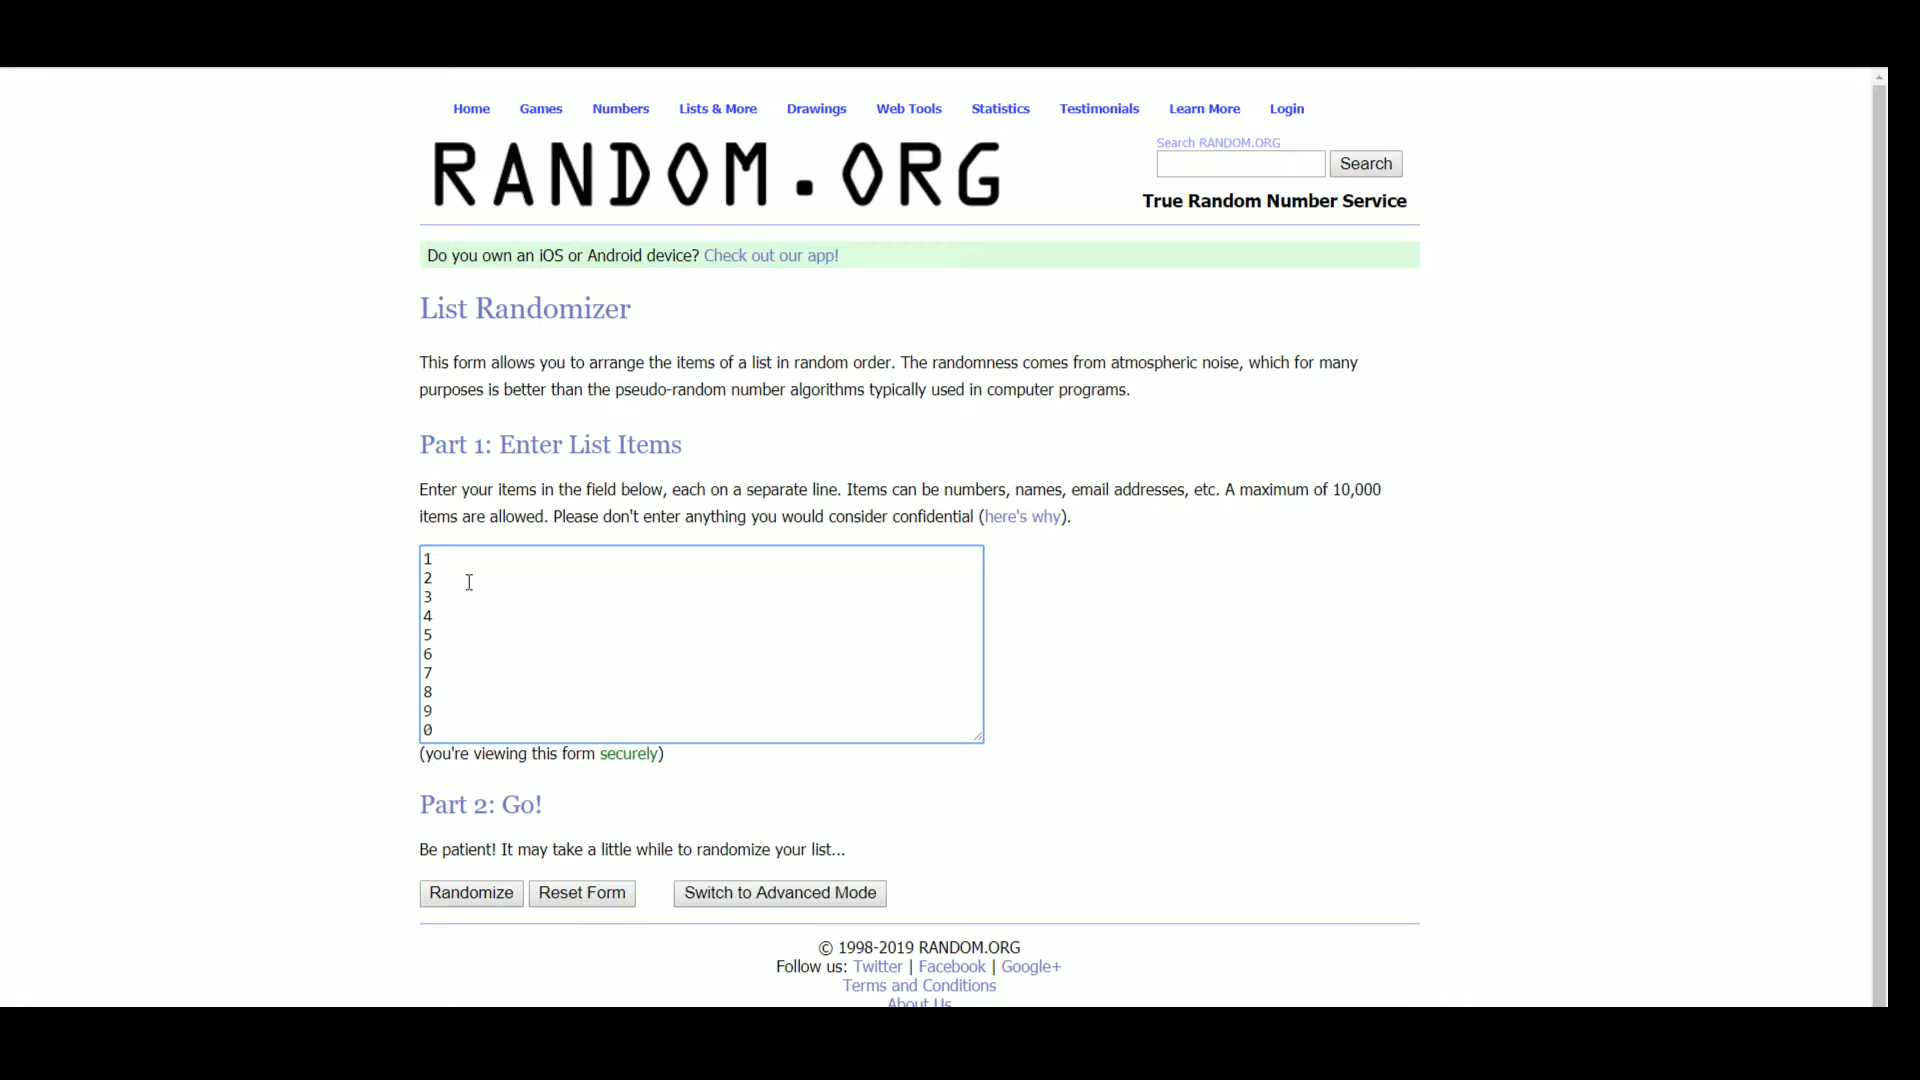 Home Games Numbers Lists & More Drawings Web Tools Statistics Testimonials Learn More Login
RANDOM.ORG
Search RANDOM.ORG
Search
True Random Number Service
Do you own an iOS or Android device? Check out our app!
List Randomizer
This form allows you to arrange the items of a list in random order. The randomness comes from atmospheric noise, which for many
purposes is better than the pseudo-random number algorithms typically used in computer programs.
Part 1: Enter List Items
Enter your items in the field below, each on a separate line. Items can be numbers, names, email addresses, etc. A maximum of 10,000
items are allowed. Please don't enter anything you would consider confidential (here's why).
1
2
3
4
5
6
7
8
9
0
(you're viewing this form securely)
Part 2: Go!
Be patient! It may take a little while to randomize your list...
Randomize Reset Form Switch to Advanced Mode
© 1998-2019 RANDOM.ORG
Follow us: Twitter | Facebook | Google+
Terms and Conditions
About Us